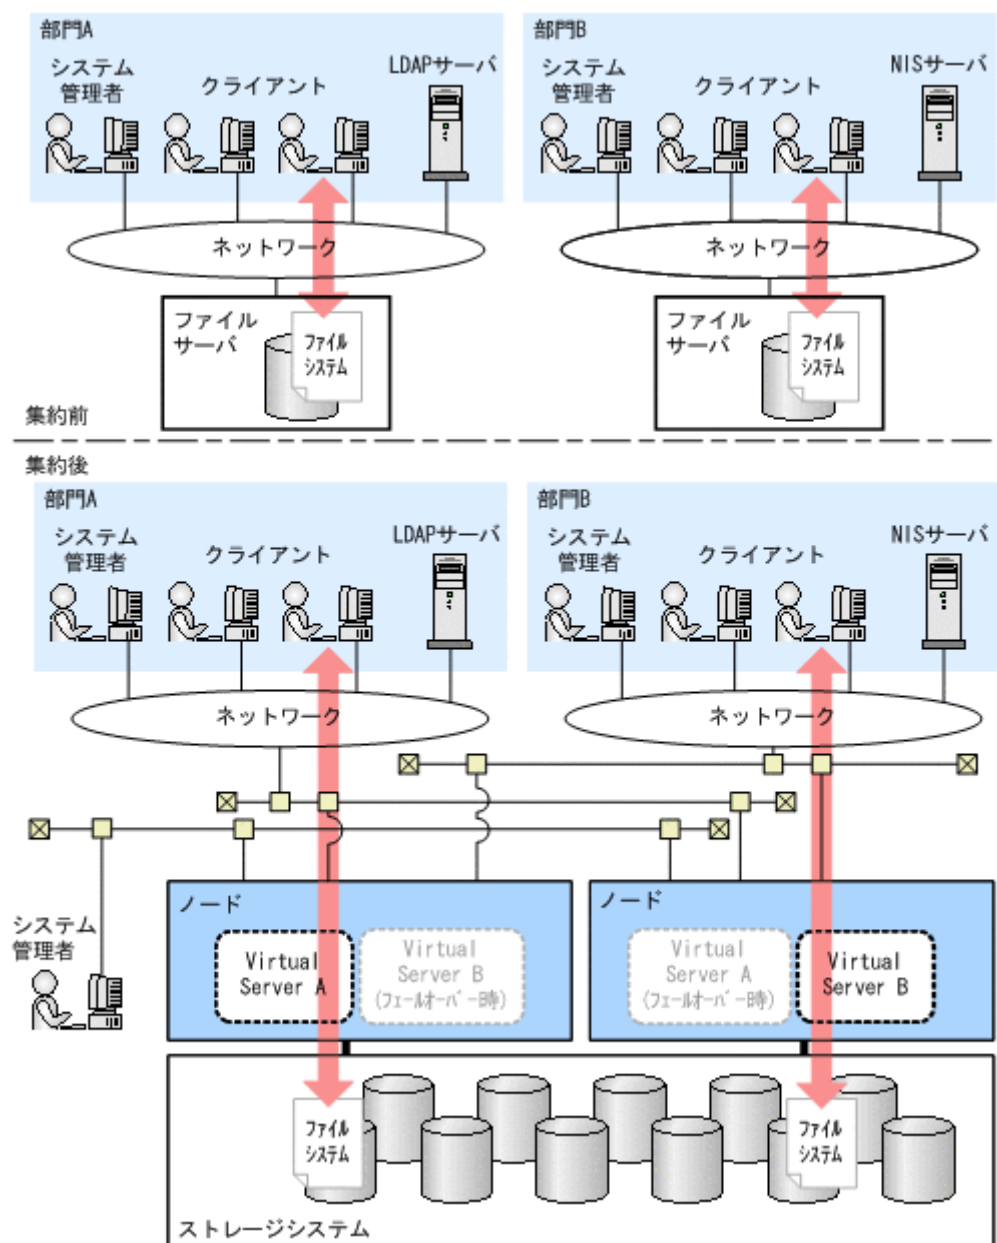 部門A
システム
管理者
クライアント
LDAPサーバ
ネットワーク
ファイル
サーバ
ファイル
システム
部門B
システム
管理者
クライアント
NISサーバ
ネットワーク
ファイル
サーバ
ファイル
システム
集約前
集約後
部門A
システム
管理者
クライアント
LDAPサーバ
ネットワーク
部門B
システム
管理者
クライアント
NISサーバ
ネットワーク
システム
管理者
ノード
Virtual
Server A
Virtual
Server B
(フェールオーバー時)
ノード
Virtual
Server A
(フェールオーバー時)
Virtual
Server B
ファイル
システム
ファイル
システム
ストレージシステム